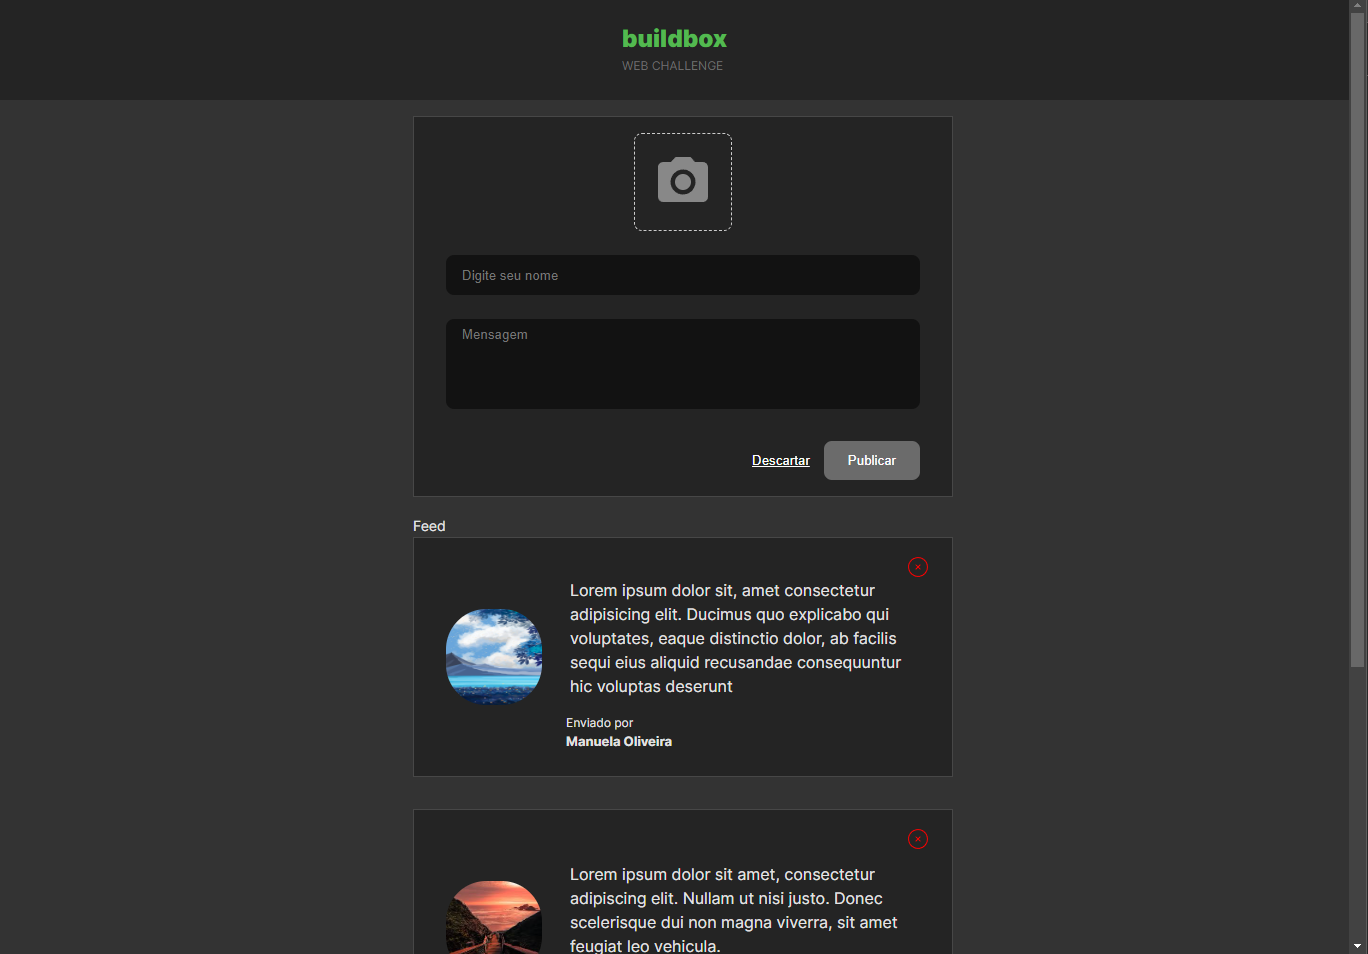 buildbox
WEB CHALLENGE
Digite seu nome
Mensagem
Descartar
Publicar
Feed
Lorem ipsum dolor sit, amet consectetur
adipisicing elit. Ducimus quo explicabo qui
voluptates, eaque distinctio dolor, ab facilis
sequi eius aliquid recusandae consequuntur
hic voluptas deserunt
Enviado por
Manuela Oliveira
Lorem ipsum dolor sit amet, consectetur
adipiscing elit. Nullam ut nisi justo. Donec
scelerisque dui non magna viverra, sit amet
feugiat leo vehicula.